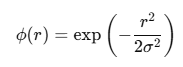 ϕ(r) = exp(−r²/2σ²)